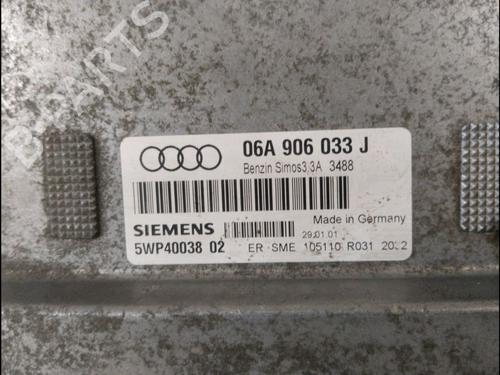 B-PARTS
06A 906 033 J
Benzin Simos3,3A 3488
SIEMENS
Made in Germany
29.01.01
5WP40038 02
ER SME 105110 R031